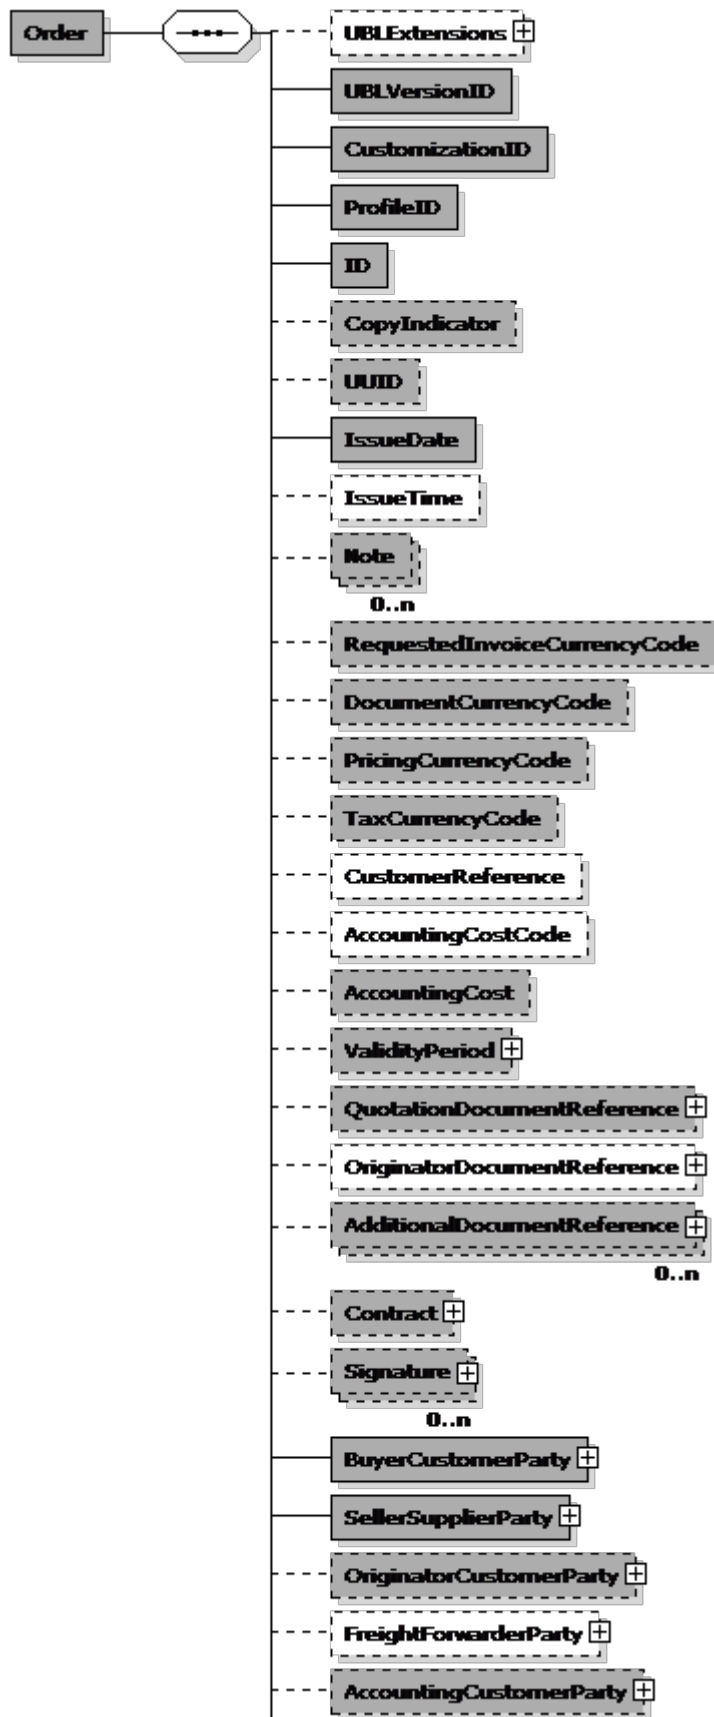 Order
UBLExtensions
UBLVersionID
CustomizationID
ProfileID
ID
CopyIndicator
UUID
IssueDate
IssueTime
Note
0..n
RequestedInvoiceCurrencyCode
DocumentCurrencyCode
PricingCurrencyCode
TaxCurrencyCode
CustomerReference
AccountingCostCode
AccountingCost
ValidityPeriod
QuotationDocumentReference
OriginatorDocumentReference
AdditionalDocumentReference
0..n
Contract
Signature
0..n
BuyerCustomerParty
SellerSupplierParty
OriginatorCustomerParty
FreightForwarderParty
AccountingCustomerParty